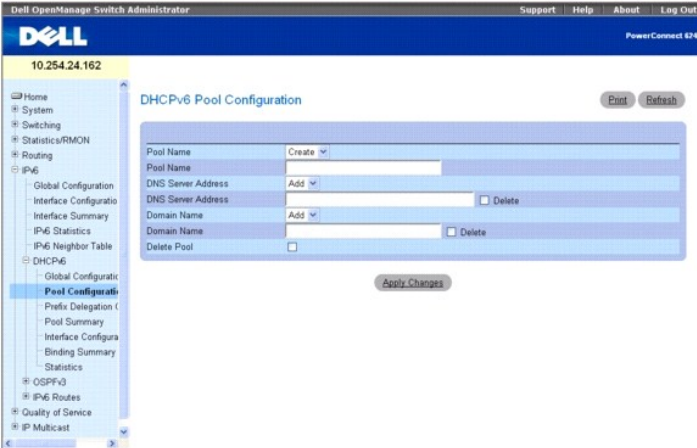 Dell OpenManage Switch Administrator Support Help About Log Out
DELL
PowerConnect 624
10.254.24.162
Home
System
Switching
Statistics/RMON
Routing
IPv6
Global Configuration
Interface Configuratio
Interface Summary
IPv6 Statistics
IPv6 Neighbor Table
DHCPv6
Global Configuratic
Pool Configuratio
Prefix Delegation C
Pool Summary
Interface Configura
Binding Summary
Statistics
OSPFv3
IPv6 Routes
Quality of Service
IP Multicast
DHCPv6 Pool Configuration
Print Refresh
Pool Name Create
Pool Name
DNS Server Address Add
DNS Server Address Delete
Domain Name Add
Domain Name Delete
Delete Pool
Apply Changes